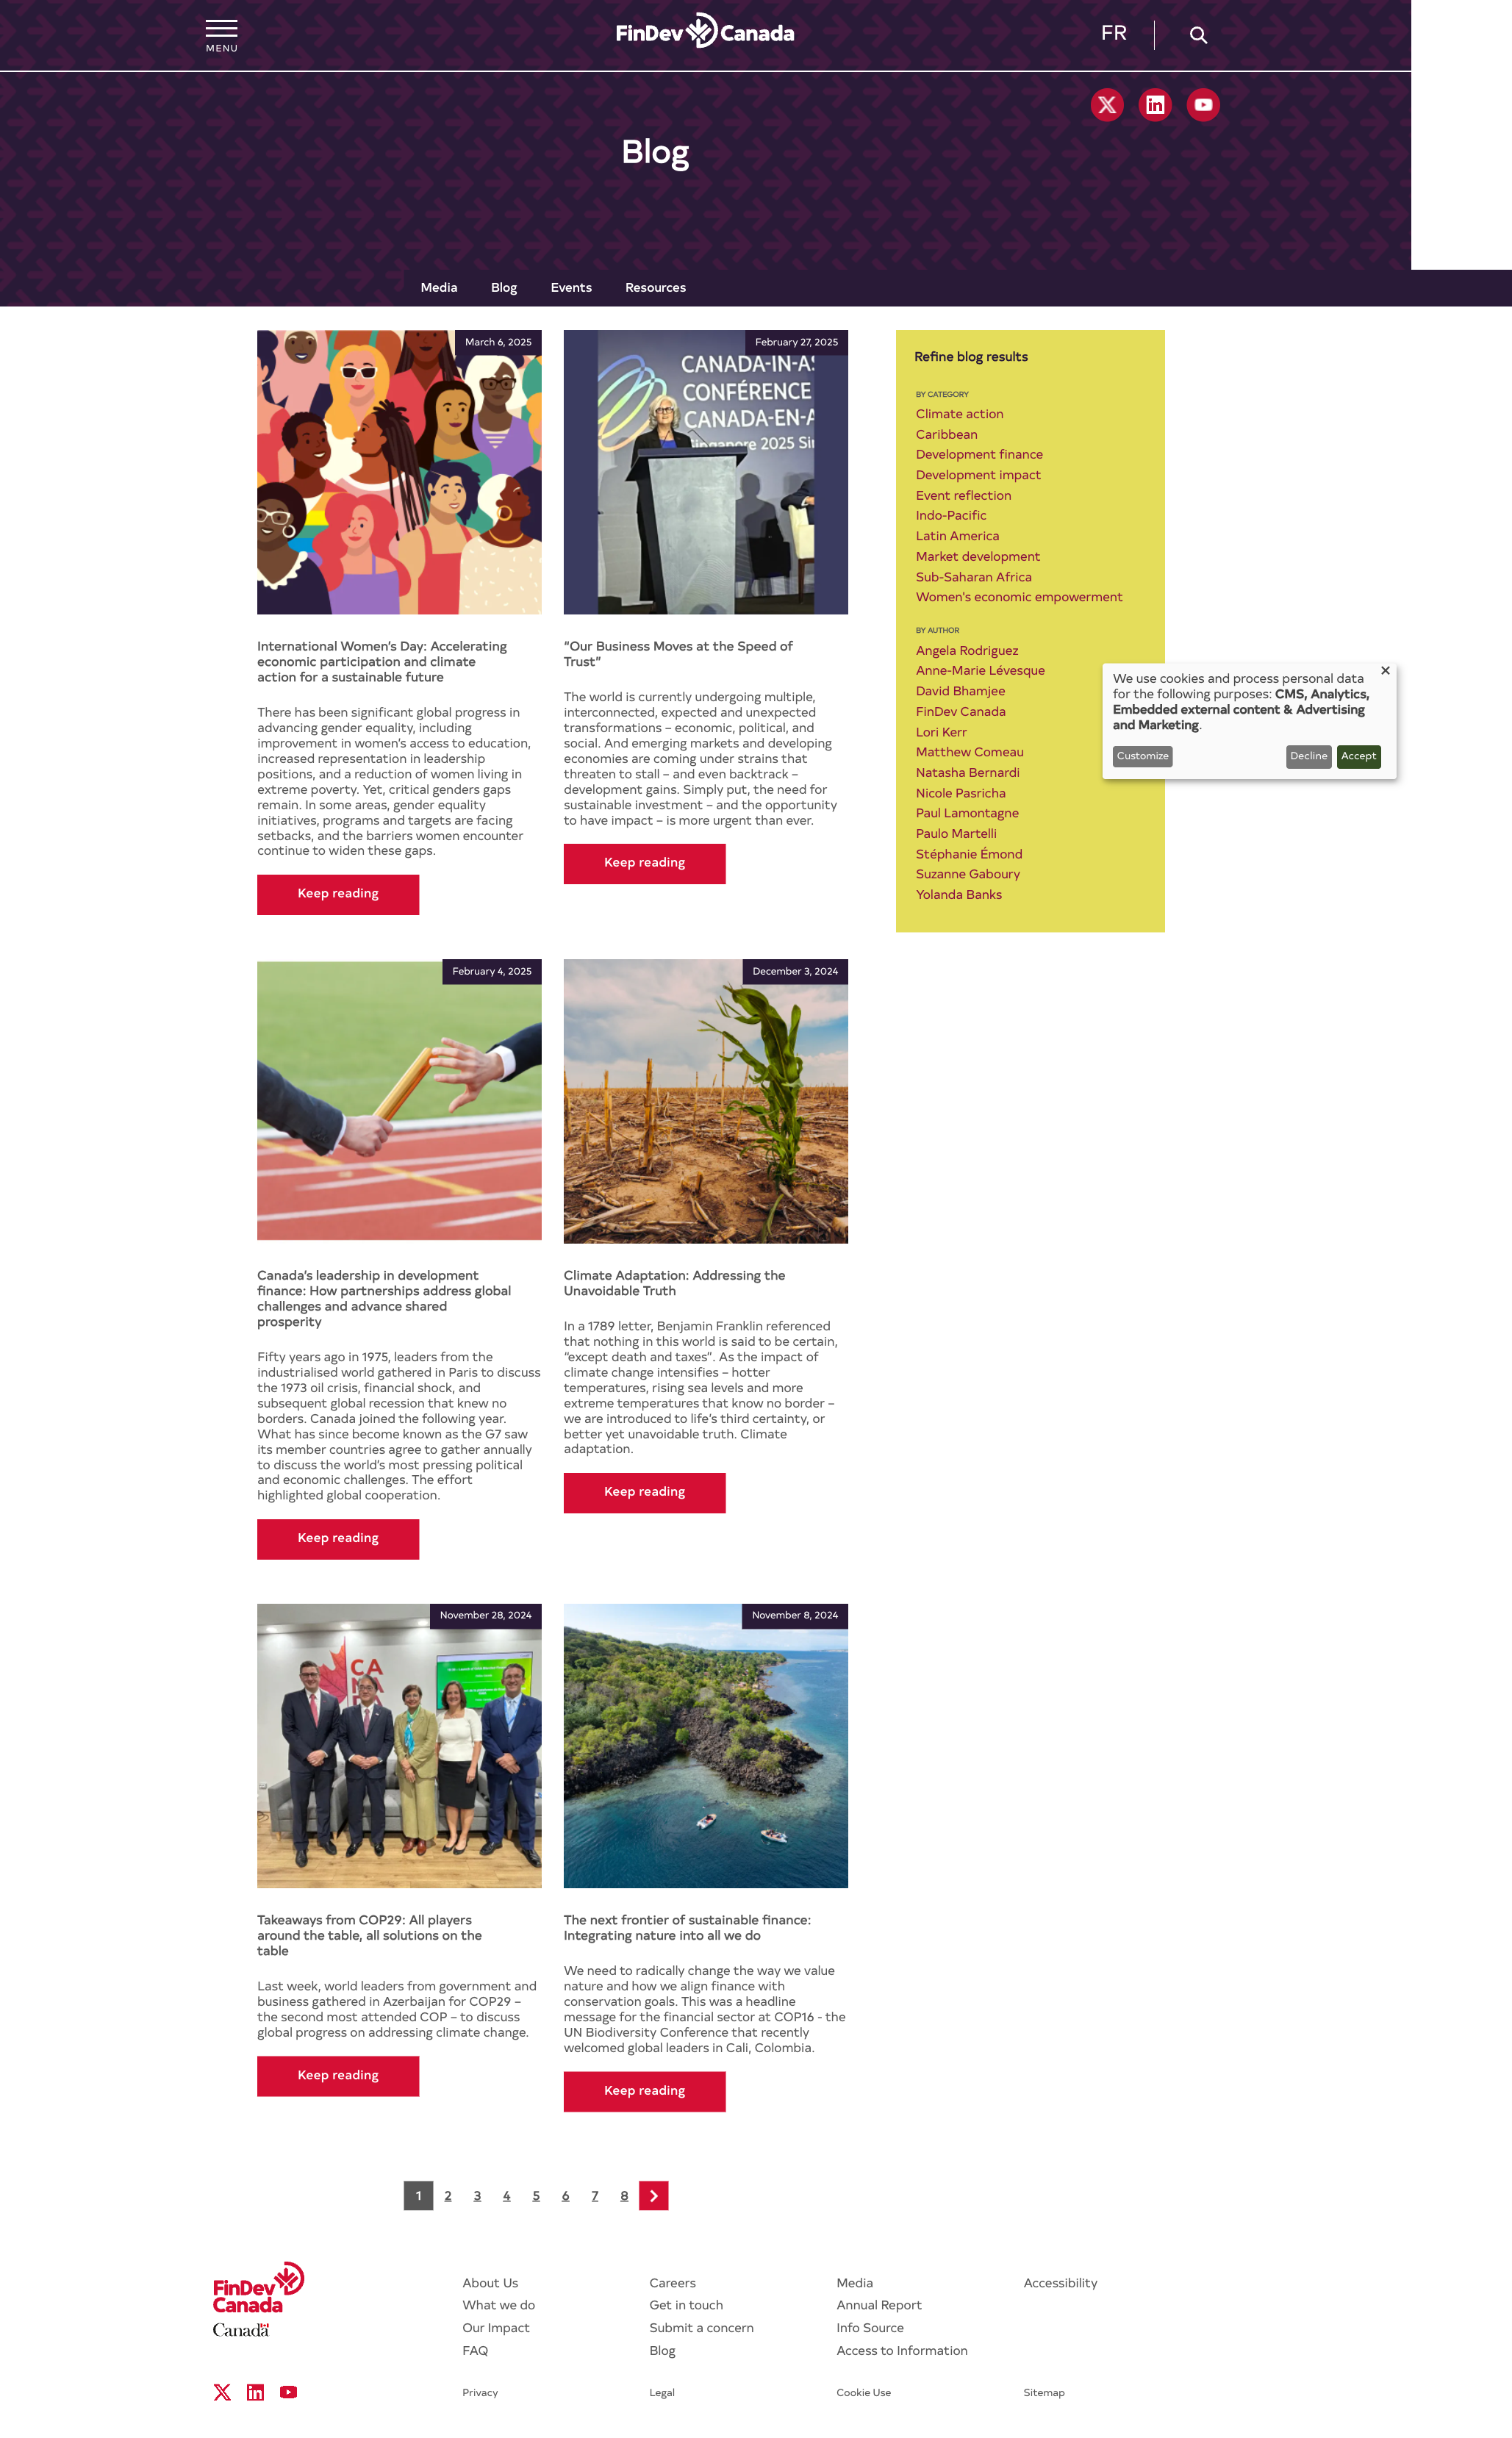 MENU
FinDev Canada
FR
Blog
Media Blog Events Resources
March 6, 2025
International Women’s Day: Accelerating
economic participation and climate
action for a sustainable future
There has been significant global progress in
advancing gender equality, including
improvement in women’s access to education,
increased representation in leadership
positions, and a reduction of women living in
extreme poverty. Yet, critical genders gaps
remain. In some areas, gender equality
initiatives, programs and targets are facing
setbacks, and the barriers women encounter
continue to widen these gaps.
Keep reading
February 27, 2025
CANADA-IN-AS
CONFÉRENCE
CANADA-EN-A
Singapore 2025 Sin
“Our Business Moves at the Speed of
Trust”
The world is currently undergoing multiple,
interconnected, expected and unexpected
transformations – economic, political, and
social. And emerging markets and developing
economies are coming under strains that
threaten to stall – and even backtrack –
development gains. Simply put, the need for
sustainable investment – and the opportunity
to have impact – is more urgent than ever.
Keep reading
Refine blog results
BY CATEGORY
Climate action
Caribbean
Development finance
Development impact
Event reflection
Indo-Pacific
Latin America
Market development
Sub-Saharan Africa
Women's economic empowerment
BY AUTHOR
Angela Rodriguez
Anne-Marie Lévesque
David Bhamjee
FinDev Canada
Lori Kerr
Matthew Comeau
Natasha Bernardi
Nicole Pasricha
Paul Lamontagne
Paulo Martelli
Stéphanie Émond
Suzanne Gaboury
Yolanda Banks
We use cookies and process personal data
for the following purposes: CMS, Analytics,
Embedded external content & Advertising
and Marketing.
Customize Decline Accept
February 4, 2025
Canada’s leadership in development
finance: How partnerships address global
challenges and advance shared
prosperity
Fifty years ago in 1975, leaders from the
industrialised world gathered in Paris to discuss
the 1973 oil crisis, financial shock, and
subsequent global recession that knew no
borders. Canada joined the following year.
What has since become known as the G7 saw
its member countries agree to gather annually
to discuss the world’s most pressing political
and economic challenges. The effort
highlighted global cooperation.
Keep reading
December 3, 2024
Climate Adaptation: Addressing the
Unavoidable Truth
In a 1789 letter, Benjamin Franklin referenced
that nothing in this world is said to be certain,
“except death and taxes”. As the impact of
climate change intensifies – hotter
temperatures, rising sea levels and more
extreme temperatures that know no border –
we are introduced to life’s third certainty, or
better yet unavoidable truth. Climate
adaptation.
Keep reading
November 28, 2024
CA
NA
Takeaways from COP29: All players
around the table, all solutions on the
table
Last week, world leaders from government and
business gathered in Azerbaijan for COP29 –
the second most attended COP – to discuss
global progress on addressing climate change.
Keep reading
November 8, 2024
The next frontier of sustainable finance:
Integrating nature into all we do
We need to radically change the way we value
nature and how we align finance with
conservation goals. This was a headline
message for the financial sector at COP16 - the
UN Biodiversity Conference that recently
welcomed global leaders in Cali, Colombia.
Keep reading
1 2 3 4 5 6 7 8
FinDev
Canada
Canada
About Us
What we do
Our Impact
FAQ
Careers
Get in touch
Submit a concern
Blog
Media
Annual Report
Info Source
Access to Information
Accessibility
Privacy Legal Cookie Use Sitemap